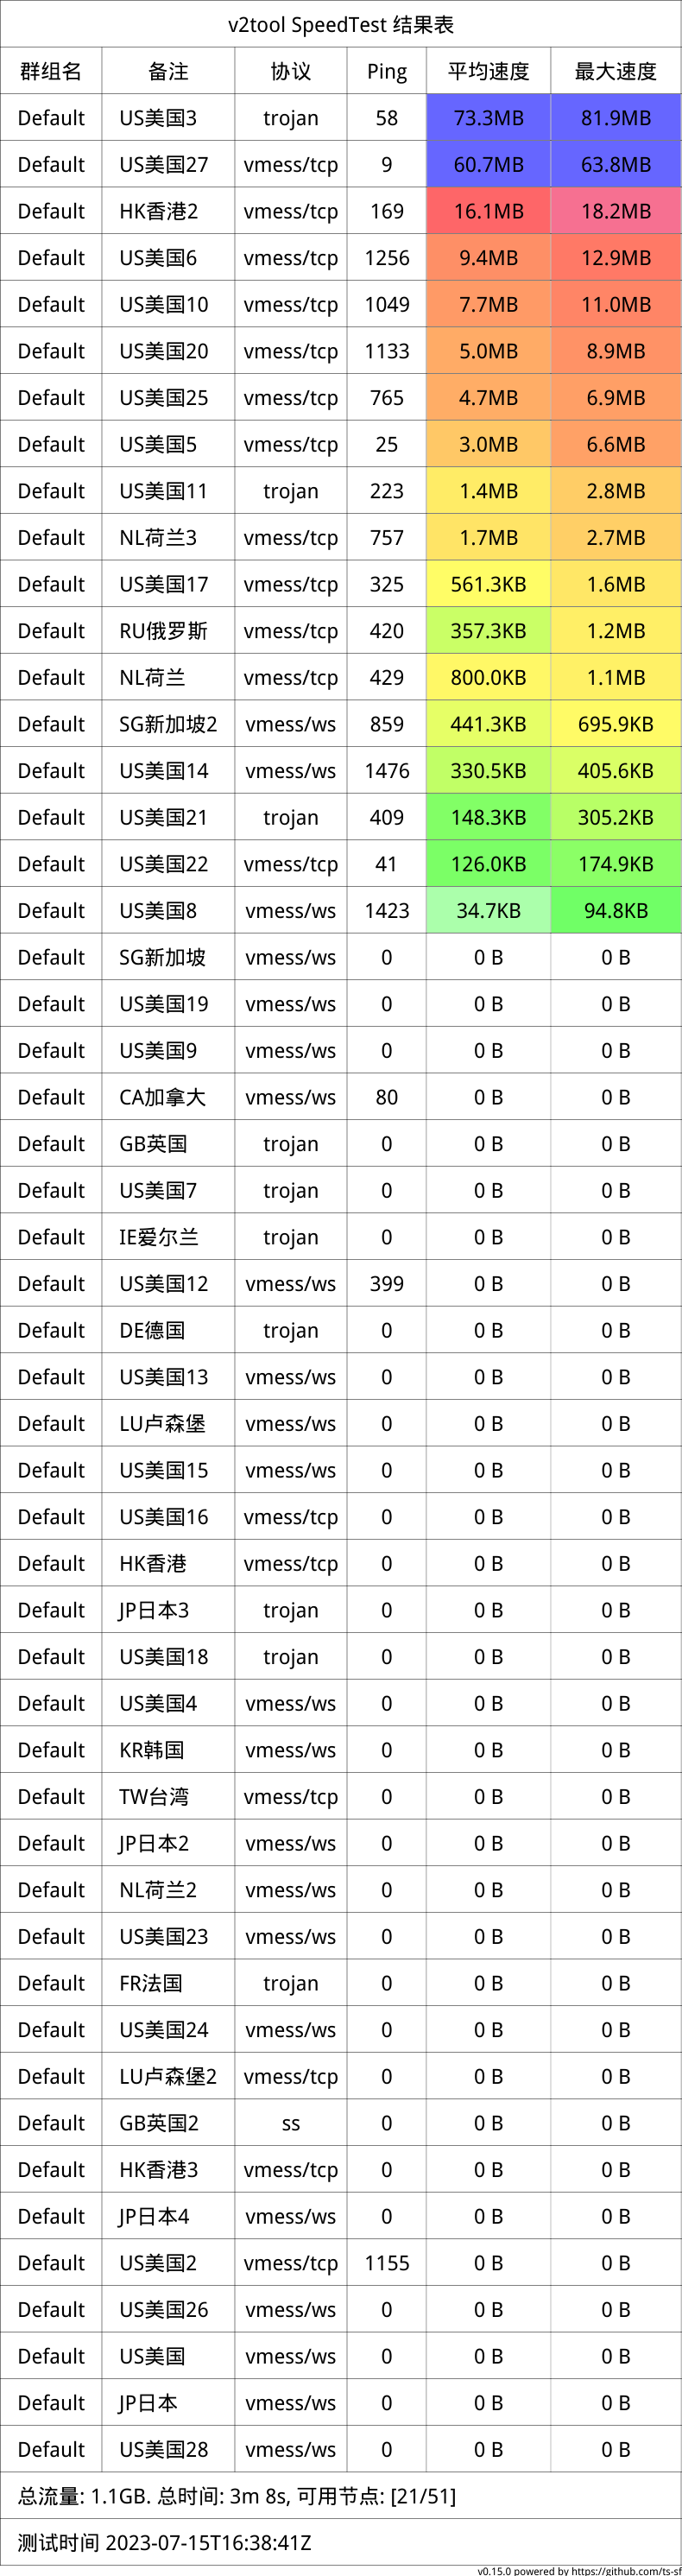 v2tool SpeedTest 结果表
群组名 备注 协议 Ping 平均速度 最大速度
Default US美国3 trojan 58 73.3MB 81.9MB
Default US美国27 vmess/tcp 9 60.7MB 63.8MB
Default HK香港2 vmess/tcp 169 16.1MB 18.2MB
Default US美国6 vmess/tcp 1256 9.4MB 12.9MB
Default US美国10 vmess/tcp 1049 7.7MB 11.0MB
Default US美国20 vmess/tcp 1133 5.0MB 8.9MB
Default US美国25 vmess/tcp 765 4.7MB 6.9MB
Default US美国5 vmess/tcp 25 3.0MB 6.6MB
Default US美国11 trojan 223 1.4MB 2.8MB
Default NL荷兰3 vmess/tcp 757 1.7MB 2.7MB
Default US美国17 vmess/tcp 325 561.3KB 1.6MB
Default RU俄罗斯 vmess/tcp 420 357.3KB 1.2MB
Default NL荷兰 vmess/tcp 429 800.0KB 1.1MB
Default SG新加坡2 vmess/ws 859 441.3KB 695.9KB
Default US美国14 vmess/ws 1476 330.5KB 405.6KB
Default US美国21 trojan 409 148.3KB 305.2KB
Default US美国22 vmess/tcp 41 126.0KB 174.9KB
Default US美国8 vmess/ws 1423 34.7KB 94.8KB
Default SG新加坡 vmess/ws 0 0 B 0 B
Default US美国19 vmess/ws 0 0 B 0 B
Default US美国9 vmess/ws 0 0 B 0 B
Default CA加拿大 vmess/ws 80 0 B 0 B
Default GB英国 trojan 0 0 B 0 B
Default US美国7 trojan 0 0 B 0 B
Default IE爱尔兰 trojan 0 0 B 0 B
Default US美国12 vmess/ws 399 0 B 0 B
Default DE德国 trojan 0 0 B 0 B
Default US美国13 vmess/ws 0 0 B 0 B
Default LU卢森堡 vmess/ws 0 0 B 0 B
Default US美国15 vmess/ws 0 0 B 0 B
Default US美国16 vmess/tcp 0 0 B 0 B
Default HK香港 vmess/tcp 0 0 B 0 B
Default JP日本3 trojan 0 0 B 0 B
Default US美国18 trojan 0 0 B 0 B
Default US美国4 vmess/ws 0 0 B 0 B
Default KR韩国 vmess/ws 0 0 B 0 B
Default TW台湾 vmess/tcp 0 0 B 0 B
Default JP日本2 vmess/ws 0 0 B 0 B
Default NL荷兰2 vmess/ws 0 0 B 0 B
Default US美国23 vmess/ws 0 0 B 0 B
Default FR法国 trojan 0 0 B 0 B
Default US美国24 vmess/ws 0 0 B 0 B
Default LU卢森堡2 vmess/tcp 0 0 B 0 B
Default GB英国2 ss 0 0 B 0 B
Default HK香港3 vmess/tcp 0 0 B 0 B
Default JP日本4 vmess/ws 0 0 B 0 B
Default US美国2 vmess/tcp 1155 0 B 0 B
Default US美国26 vmess/ws 0 0 B 0 B
Default US美国 vmess/ws 0 0 B 0 B
Default JP日本 vmess/ws 0 0 B 0 B
Default US美国28 vmess/ws 0 0 B 0 B
总流量: 1.1GB. 总时间: 3m 8s, 可用节点: [21/51]
测试时间 2023-07-15T16:38:41Z
v0.15.0 powered by https://github.com/ts-sf